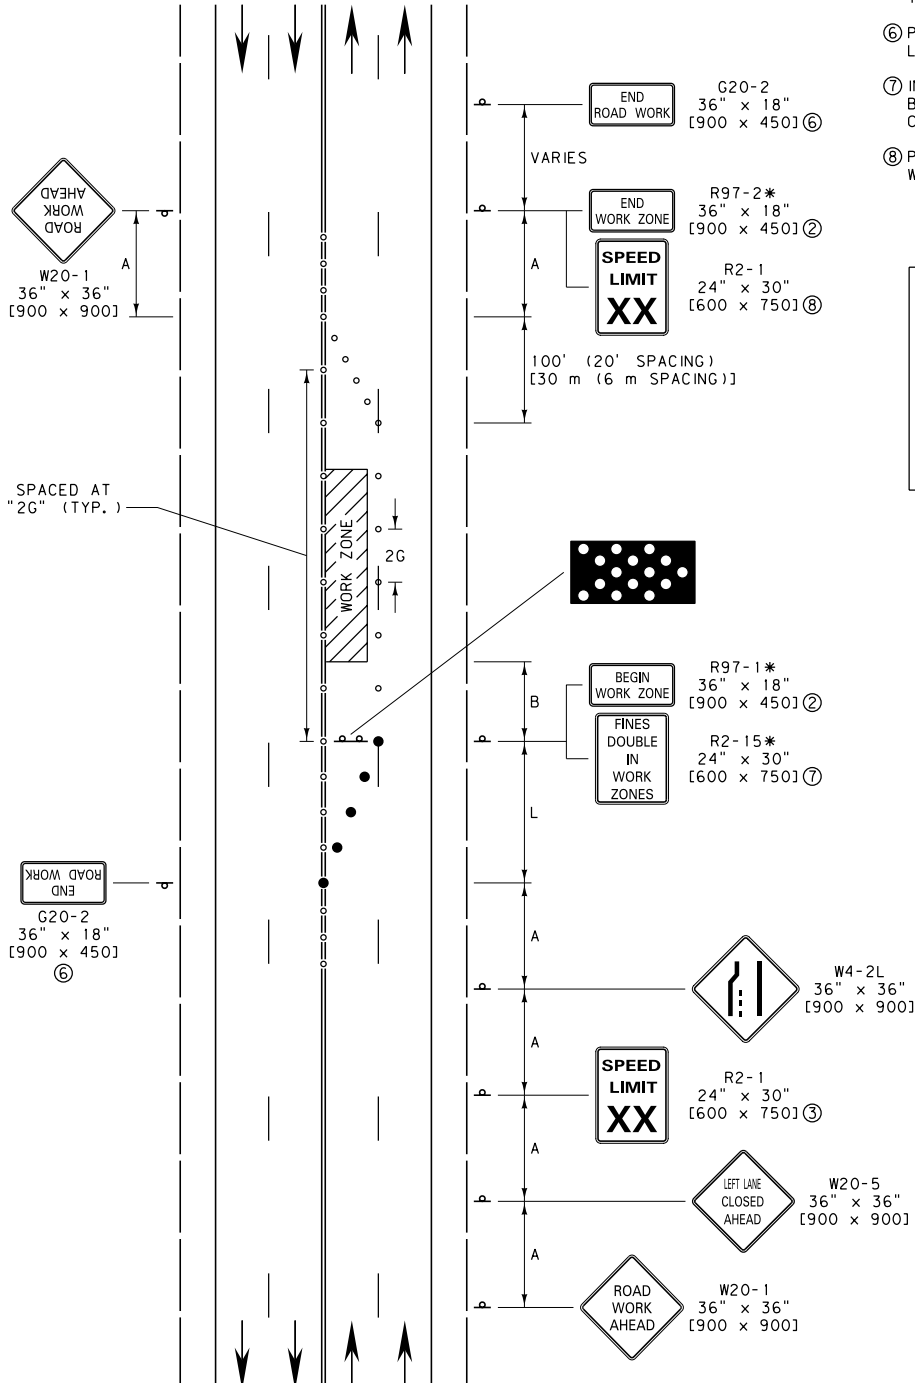 ⑥ P
L
⑦ IN
B
C
⑧ P
W
END
ROAD WORK
G20-2
36" x 18"
[900 x 450] ⑥
VARIES
ROAD
WORK
AHEAD
W20-1
36" x 36"
[900 x 900]
A
END
WORK ZONE
R97-2*
36" x 18"
[900 x 450] ②
A
SPEED
LIMIT
XX
R2-1
24" x 30"
[600 x 750] ⑧
100' (20' SPACING)
[30 m (6 m SPACING)]
SPACED AT
"2G" (TYP.)
WORK ZONE
2G
BEGIN
WORK ZONE
R97-1*
36" x 18"
[900 x 450] ②
B
FINES
DOUBLE
IN
WORK
ZONES
R2-15*
24" x 30"
[600 x 750] ⑦
L
END
ROAD WORK
G20-2
36" x 18"
[900 x 450]
⑥
A
W4-2L
36" x 36"
[900 x 900]
A
SPEED
LIMIT
XX
R2-1
24" x 30"
[600 x 750] ③
A
LEFT LANE
CLOSED
AHEAD
W20-5
36" x 36"
[900 x 900]
A
ROAD
WORK
AHEAD
W20-1
36" x 36"
[900 x 900]